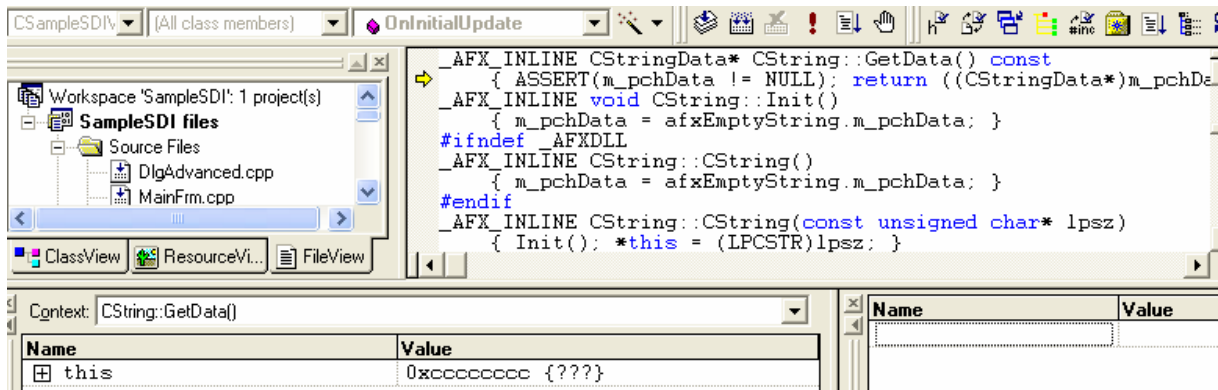 CSampleSDIV (All class members) OnInitialUpdate
#inc
Workspace 'SampleSDI': 1 project(s)
SampleSDI files
Source Files
DlgAdvanced.cpp
MainFrm.cpp
ClassView ResourceVi... FileView
_AFX_INLINE CStringData* CString::GetData() const
{ ASSERT(m_pchData != NULL); return ((CStringData*)m_pchDa
_AFX_INLINE void CString::Init()
{ m_pchData = afxEmptyString.m_pchData; }
#ifndef _AFXDLL
_AFX_INLINE CString::CString()
{ m_pchData = afxEmptyString.m_pchData; }
#endif
_AFX_INLINE CString::CString(const unsigned char* lpsz)
{ Init(); *this = (LPCSTR)lpsz; }
Context: CString::GetData()
Name Value
this 0xcccccccc {???}
Name Value